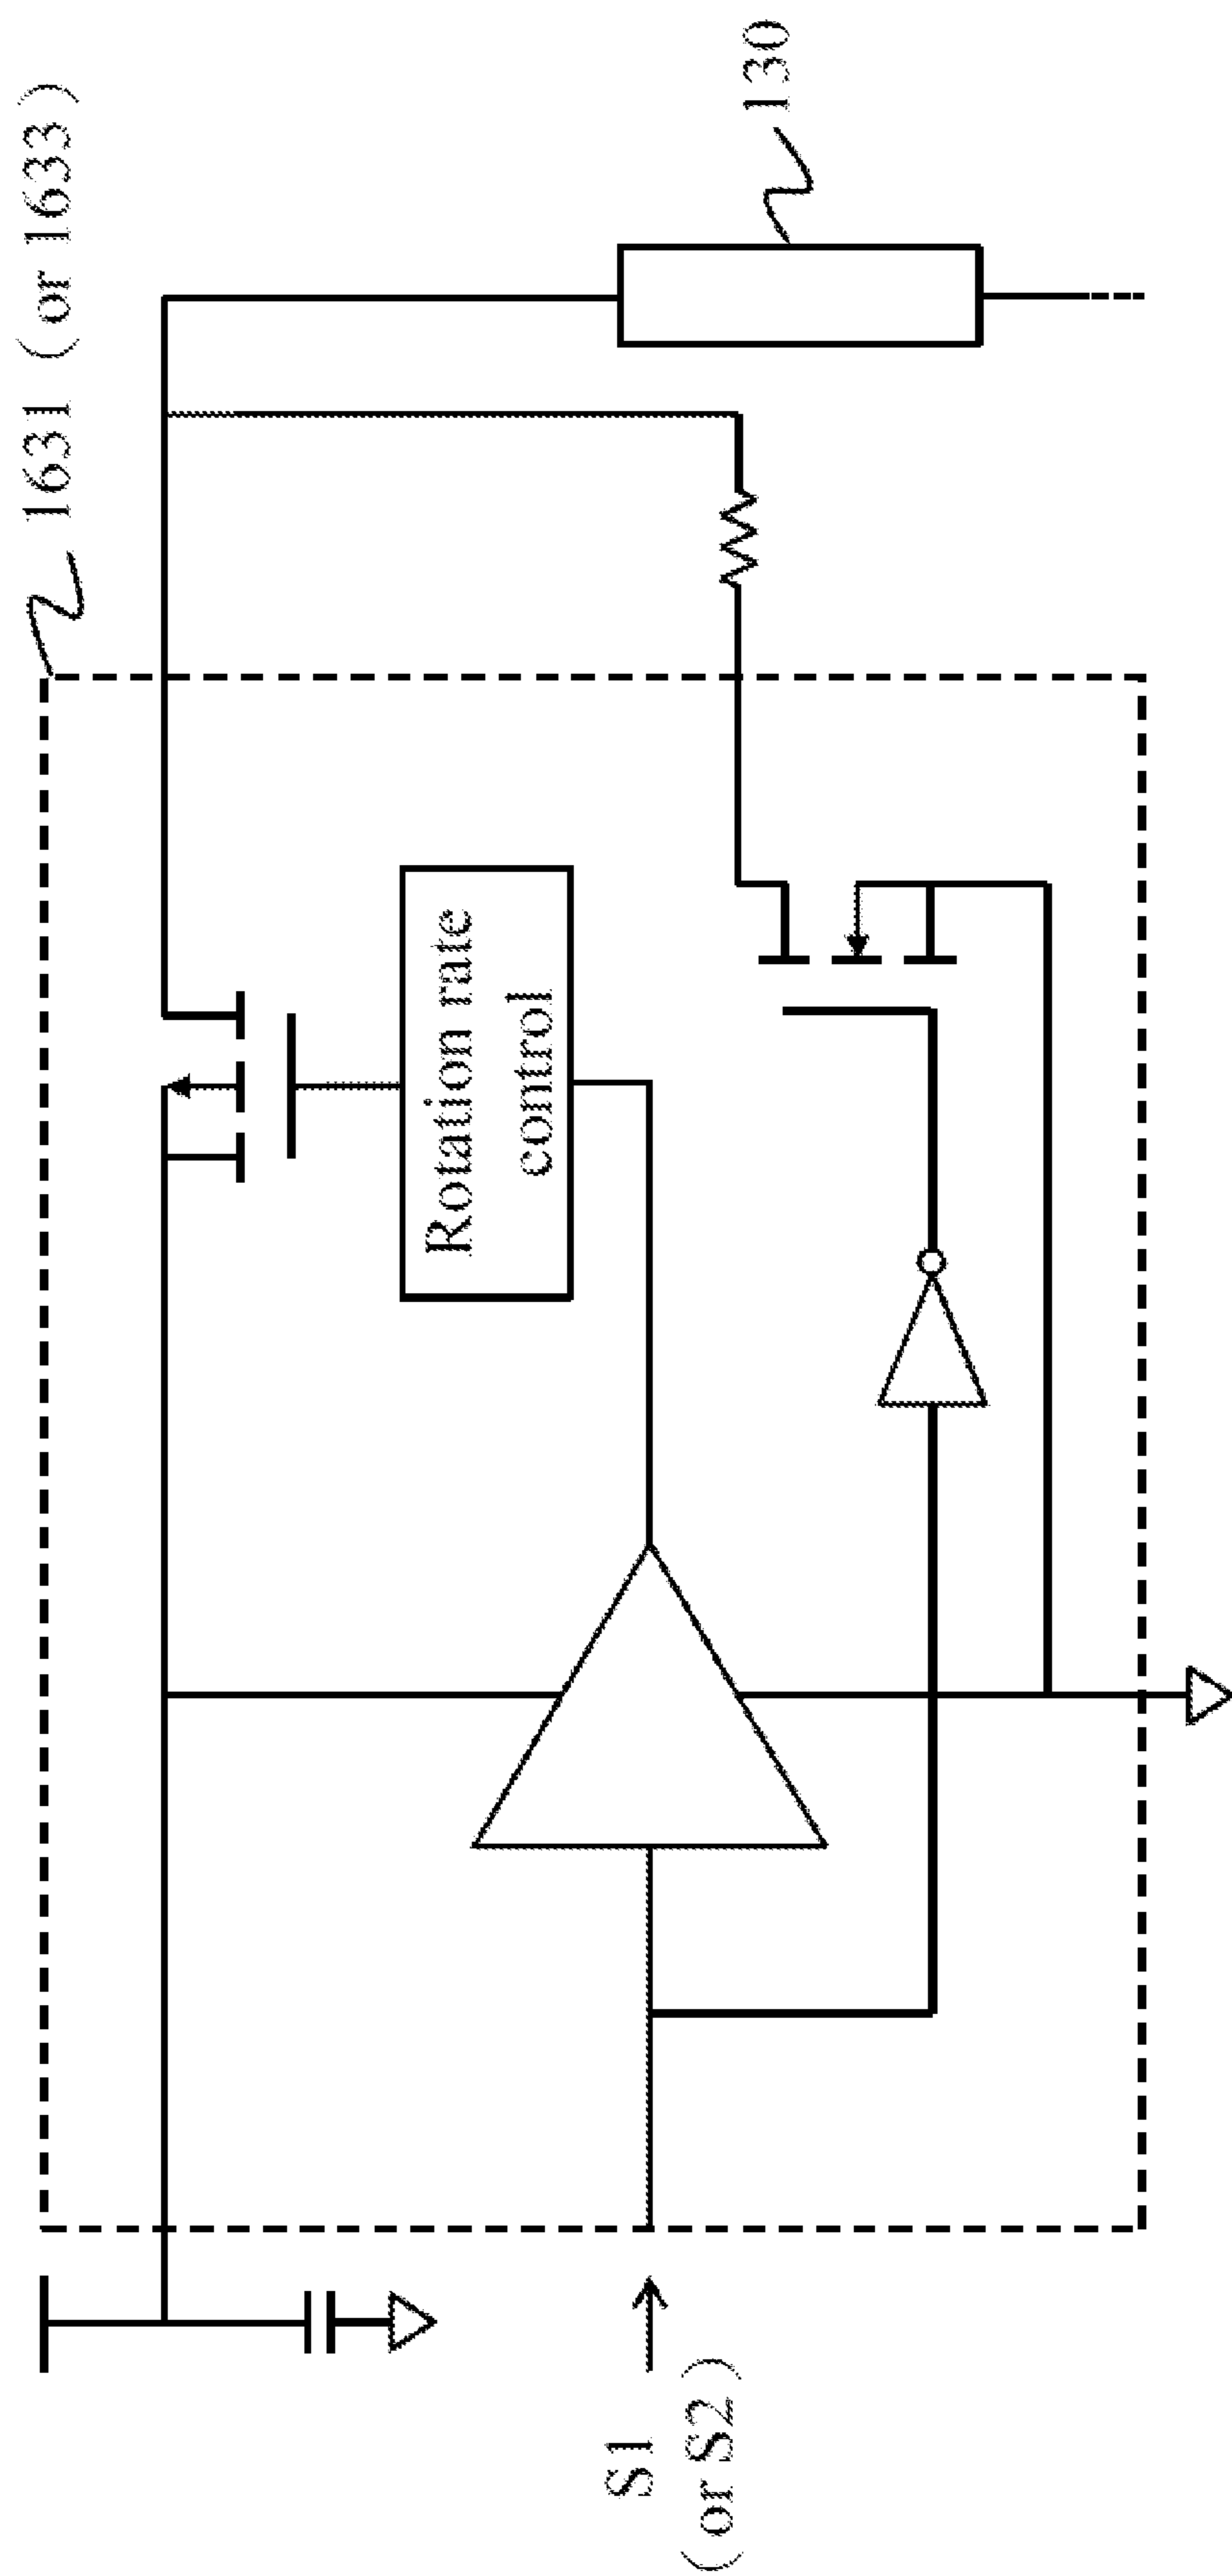 1631 (or 1633)
130
Rotation rate
control
S1
(or S2)